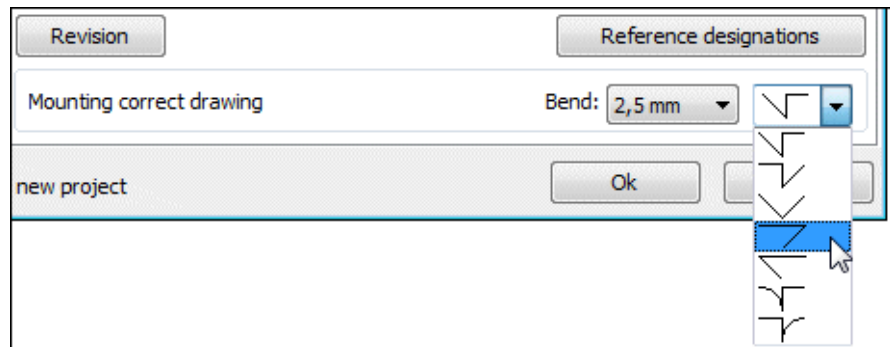 Revision Reference designations
Mounting correct drawing Bend: 2,5 mm
new project Ok